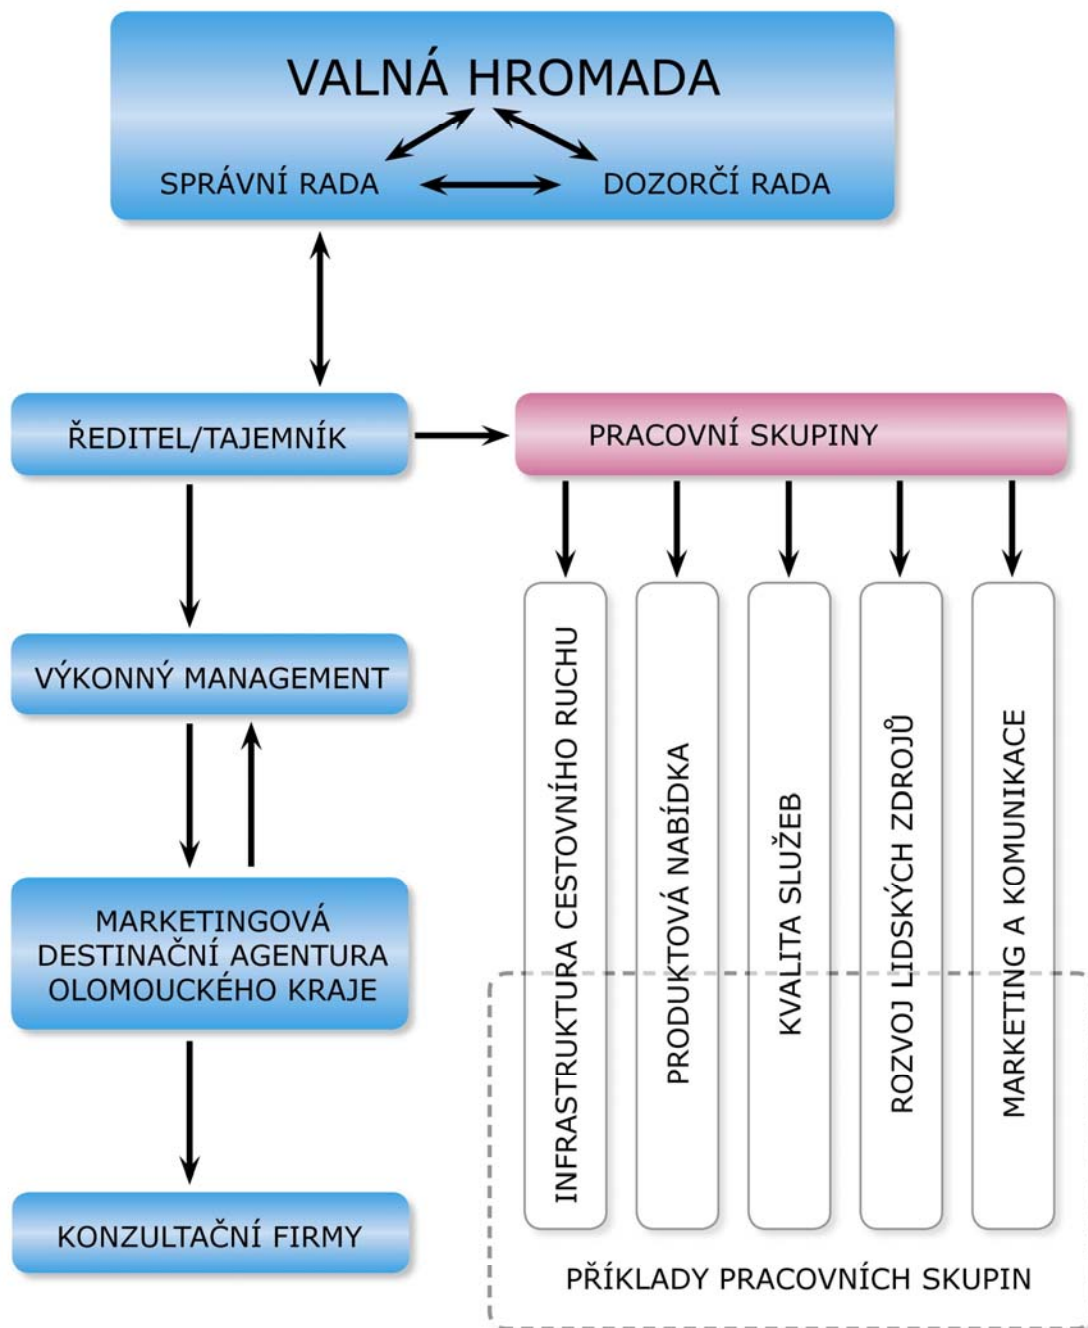 VALNÁ HROMADA
SPRÁVNÍ RADA
DOZORČÍ RADA
ŘEDITEL/TAJEMNÍK
PRACOVNÍ SKUPINY
VÝKONNÝ MANAGEMENT
MARKETINGOVÁ
DESTINAČNÍ AGENTURA
OLOMOUCKÉHO KRAJE
KONZULTAČNÍ FIRMY
INFRASTRUKTURA CESTOVNÍHO RUCHU
PRODUKTOVÁ NABÍDKA
KVALITA SLUŽEB
ROZVOJ LIDSKÝCH ZDROJŮ
MARKETING A KOMUNIKACE
PŘÍKLADY PRACOVNÍCH SKUPIN